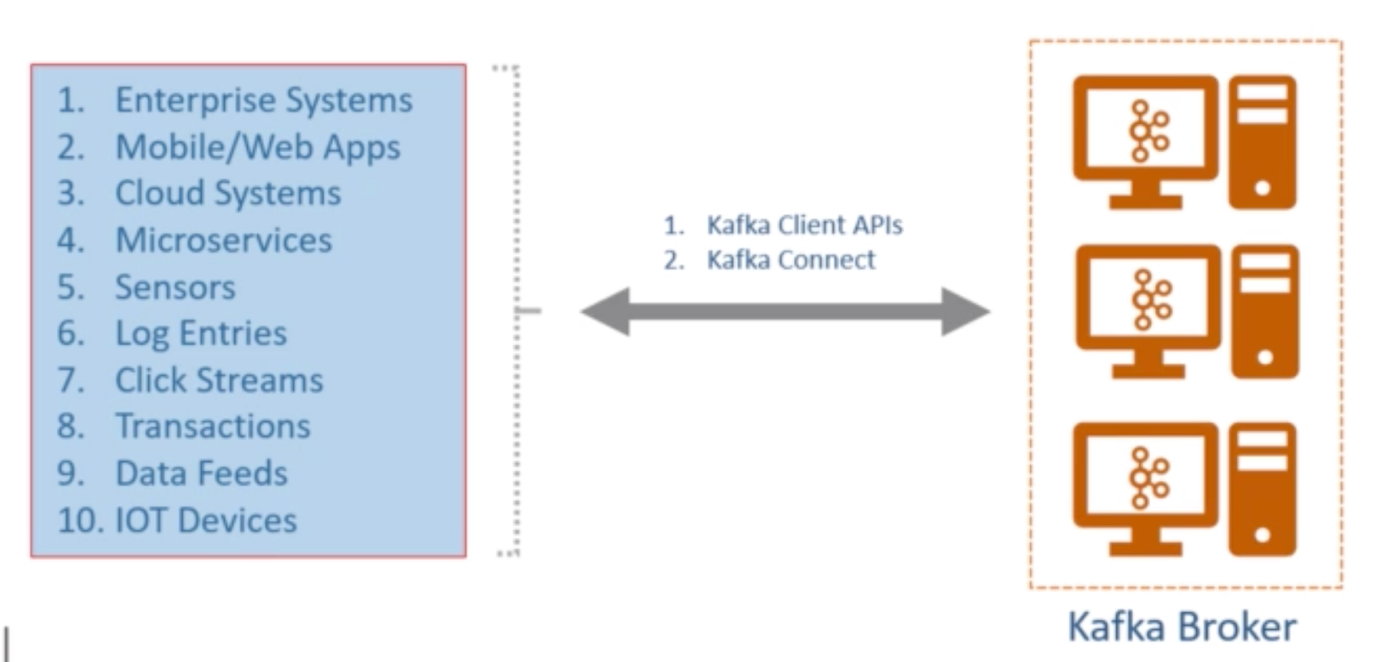 1. Enterprise Systems
2. Mobile/Web Apps
3. Cloud Systems
4. Microservices
5. Sensors
6. Log Entries
7. Click Streams
8. Transactions
9. Data Feeds
10. IOT Devices
1. Kafka Client APIs
2. Kafka Connect
Kafka Broker